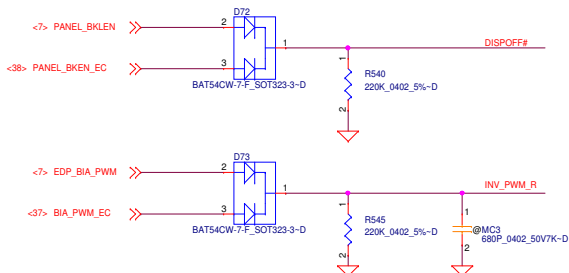 D72
<7> PANEL_BKLEN
2
1
DISPOFF#
<38> PANEL_BKEN_EC
3
BAT54CW-7-F_SOT323-3~D
1
R540
220K_0402_5%~D
2
D73
<7> EDP_BIA_PWM
2
1
INV_PWM_R
<37> BIA_PWM_EC
3
BAT54CW-7-F_SOT323-3~D
1
R545
220K_0402_5%~D
2
1
@MC3
680P_0402_50V7K~D
2